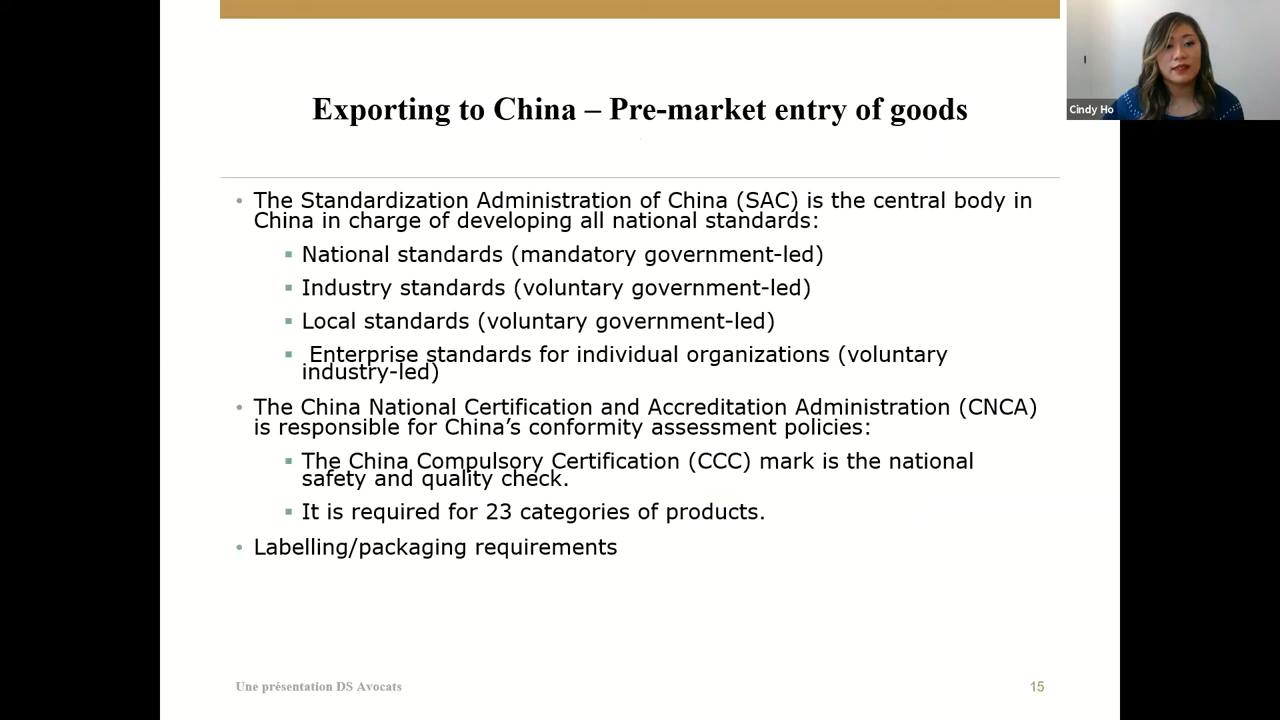 Exporting to China – Pre-market entry of goods
Cindy Ho
• The Standardization Administration of China (SAC) is the central body in
China in charge of developing all national standards:
▪ National standards (mandatory government-led)
▪ Industry standards (voluntary government-led)
▪ Local standards (voluntary government-led)
▪ Enterprise standards for individual organizations (voluntary
industry-led)
• The China National Certification and Accreditation Administration (CNCA)
is responsible for China’s conformity assessment policies:
▪ The China Compulsory Certification (CCC) mark is the national
safety and quality check.
▪ It is required for 23 categories of products.
• Labelling/packaging requirements
Une présentation DS Avocats
15